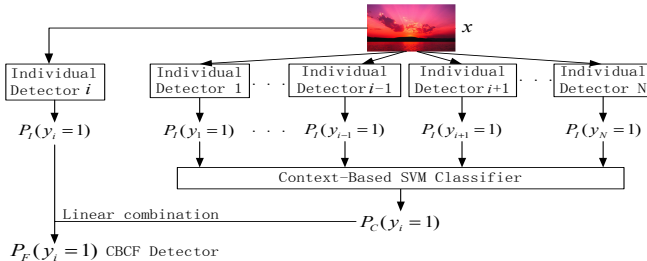 x
Individual Detector i
Individual Detector 1
. . .
Individual Detector i−1
Individual Detector i+1
. . .
Individual Detector N
P_I(y_i = 1)
P_I(y_1 = 1)
. . .
P_I(y_{i−1} = 1)
P_I(y_{i+1} = 1)
. . .
P_I(y_N = 1)
Context-Based SVM Classifier
Linear combination
P_C(y_i = 1)
P_F(y_i = 1) CBCF Detector